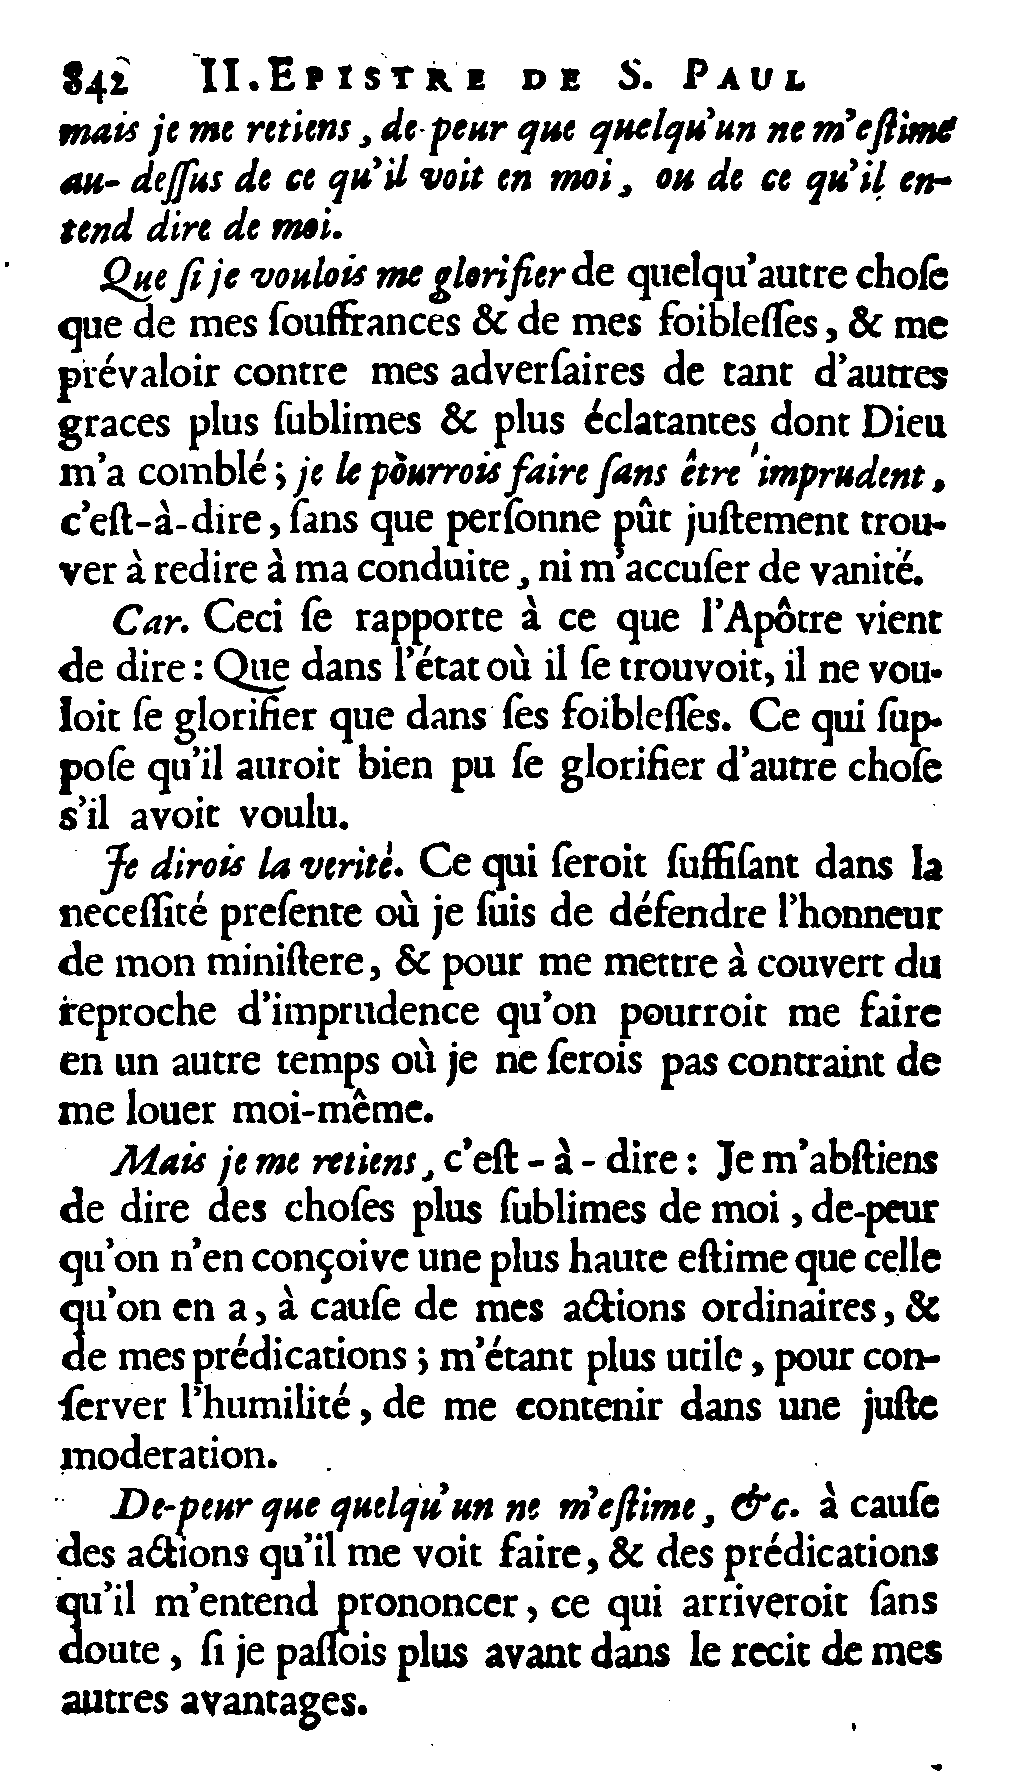 842 II. EPISTRE DE S. PAUL
mais je me retiens, de-peur que quelqu'un ne m'eſtime
au-deſſus de ce qu'il voit en moi, ou de ce qu'il en-
tend dire de moi.
Que ſi je voulois me glorifier de quelqu'autre choſe
que de mes ſouffrances & de mes foibleſſes, & me
prévaloir contre mes adverſaires de tant d'autres
graces plus ſublimes & plus éclatantes dont Dieu
m'a comblé; je le pourrois faire ſans être imprudent,
c'eſt-à-dire, ſans que perſonne pût juſtement trou-
ver à redire à ma conduite, ni m'accuſer de vanité.
Car. Ceci ſe rapporte à ce que l'Apôtre vient
de dire: Que dans l'état où il ſe trouvoit, il ne vou-
loit ſe glorifier que dans ſes foibleſſes. Ce qui ſup-
poſe qu'il auroit bien pu ſe glorifier d'autre choſe
s'il avoit voulu.
Je dirois la verité. Ce qui ſeroit ſuffiſant dans la
neceſſité preſente où je ſuis de défendre l'honneur
de mon miniſtere, & pour me mettre à couvert du
reproche d'imprudence qu'on pourroit me faire
en un autre temps où je ne ſerois pas contraint de
me louer moi-même.
Mais je me retiens, c'eſt-à-dire: Je m'abſtiens
de dire des choſes plus ſublimes de moi, de-peur
qu'on n'en conçoive une plus haute eſtime que celle
qu'on en a, à cauſe de mes actions ordinaires, &
de mes prédications; m'étant plus utile, pour con-
ſerver l'humilité, de me contenir dans une juſte
moderation.
De-peur que quelqu'un ne m'eſtime, &c. à cauſe
des actions qu'il me voit faire, & des prédications
qu'il m'entend prononcer, ce qui arriveroit ſans
doute, ſi je paſſois plus avant dans le recit de mes
autres avantages.